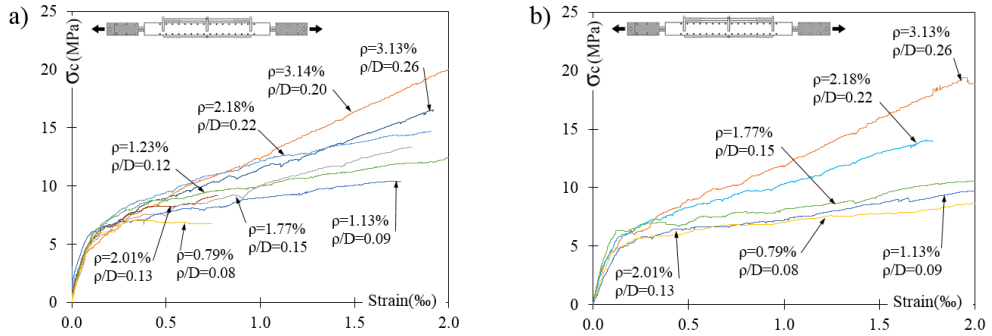 a)
σc (MPa)
25
20
15
10
5
0
0.0
0.5
1.0
1.5
2.0
Strain(‰)
ρ=3.13%
ρ/D=0.26
ρ=3.14%
ρ/D=0.20
ρ=2.18%
ρ/D=0.22
ρ=1.23%
ρ/D=0.12
ρ=2.01%
ρ/D=0.13
ρ=0.79%
ρ/D=0.08
ρ=1.77%
ρ/D=0.15
ρ=1.13%
ρ/D=0.09
b)
σc (MPa)
25
20
15
10
5
0
0.0
0.5
1.0
1.5
2.0
Strain(‰)
ρ=3.13%
ρ/D=0.26
ρ=2.18%
ρ/D=0.22
ρ=1.77%
ρ/D=0.15
ρ=2.01%
ρ/D=0.13
ρ=0.79%
ρ/D=0.08
ρ=1.13%
ρ/D=0.09